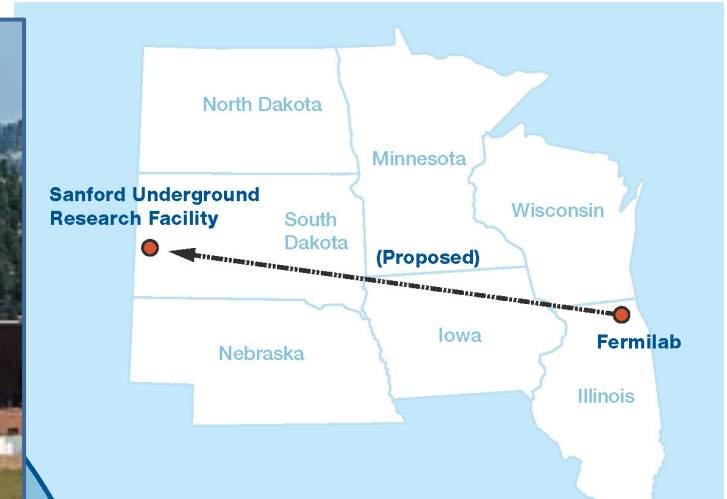 North Dakota
Minnesota
Sanford Underground
Research Facility
South
Dakota
Wisconsin
(Proposed)
Nebraska
Iowa
Fermilab
Illinois